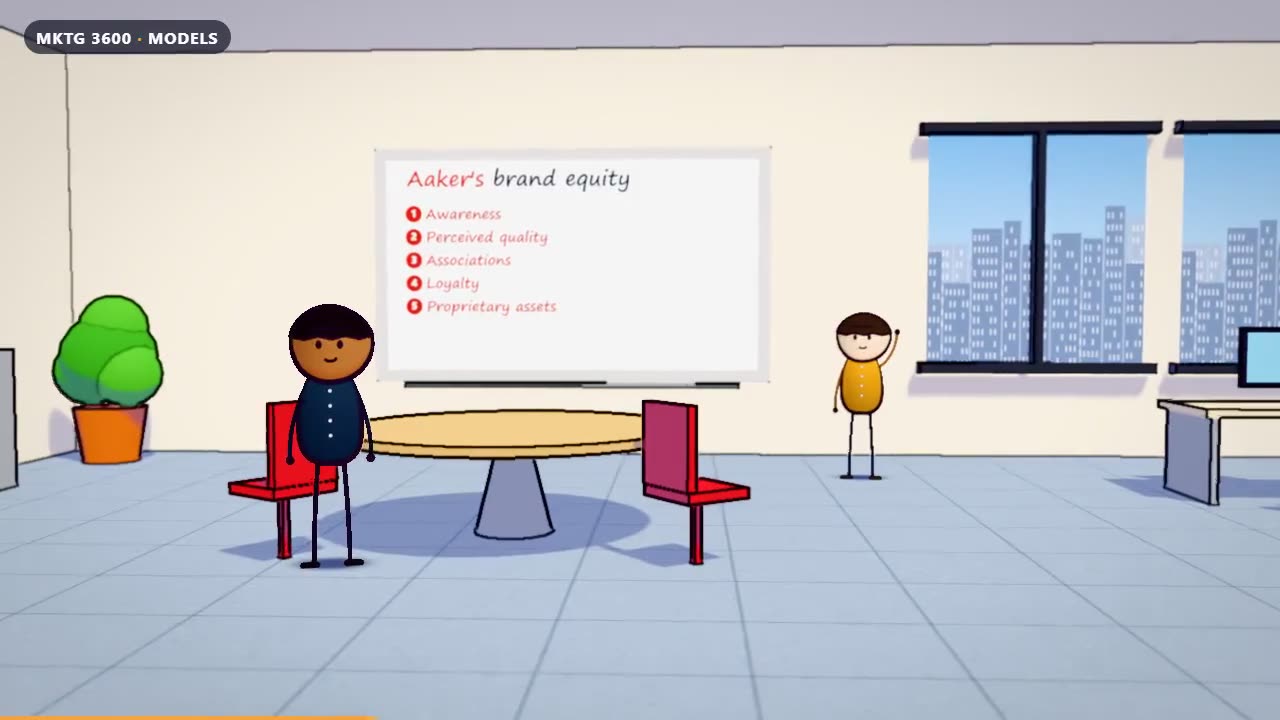 MKTG 3600 · MODELS
Aaker's brand equity
1 Awareness
2 Perceived quality
3 Associations
4 Loyalty
5 Proprietary assets